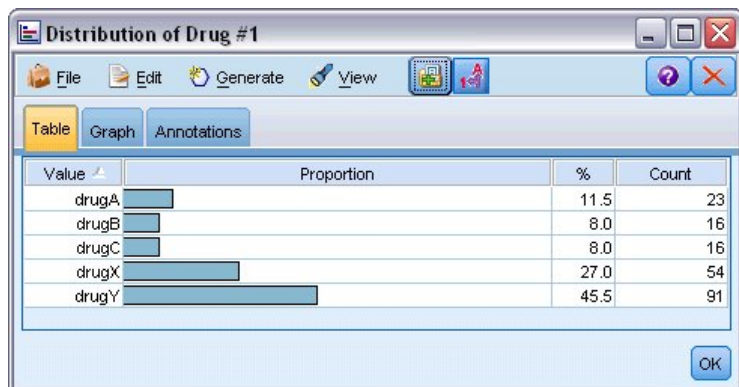 Distribution of Drug #1
File Edit Generate View
Table Graph Annotations
Value Proportion % Count
drugA 11.5 23
drugB 8.0 16
drugC 8.0 16
drugX 27.0 54
drugY 45.5 91
OK